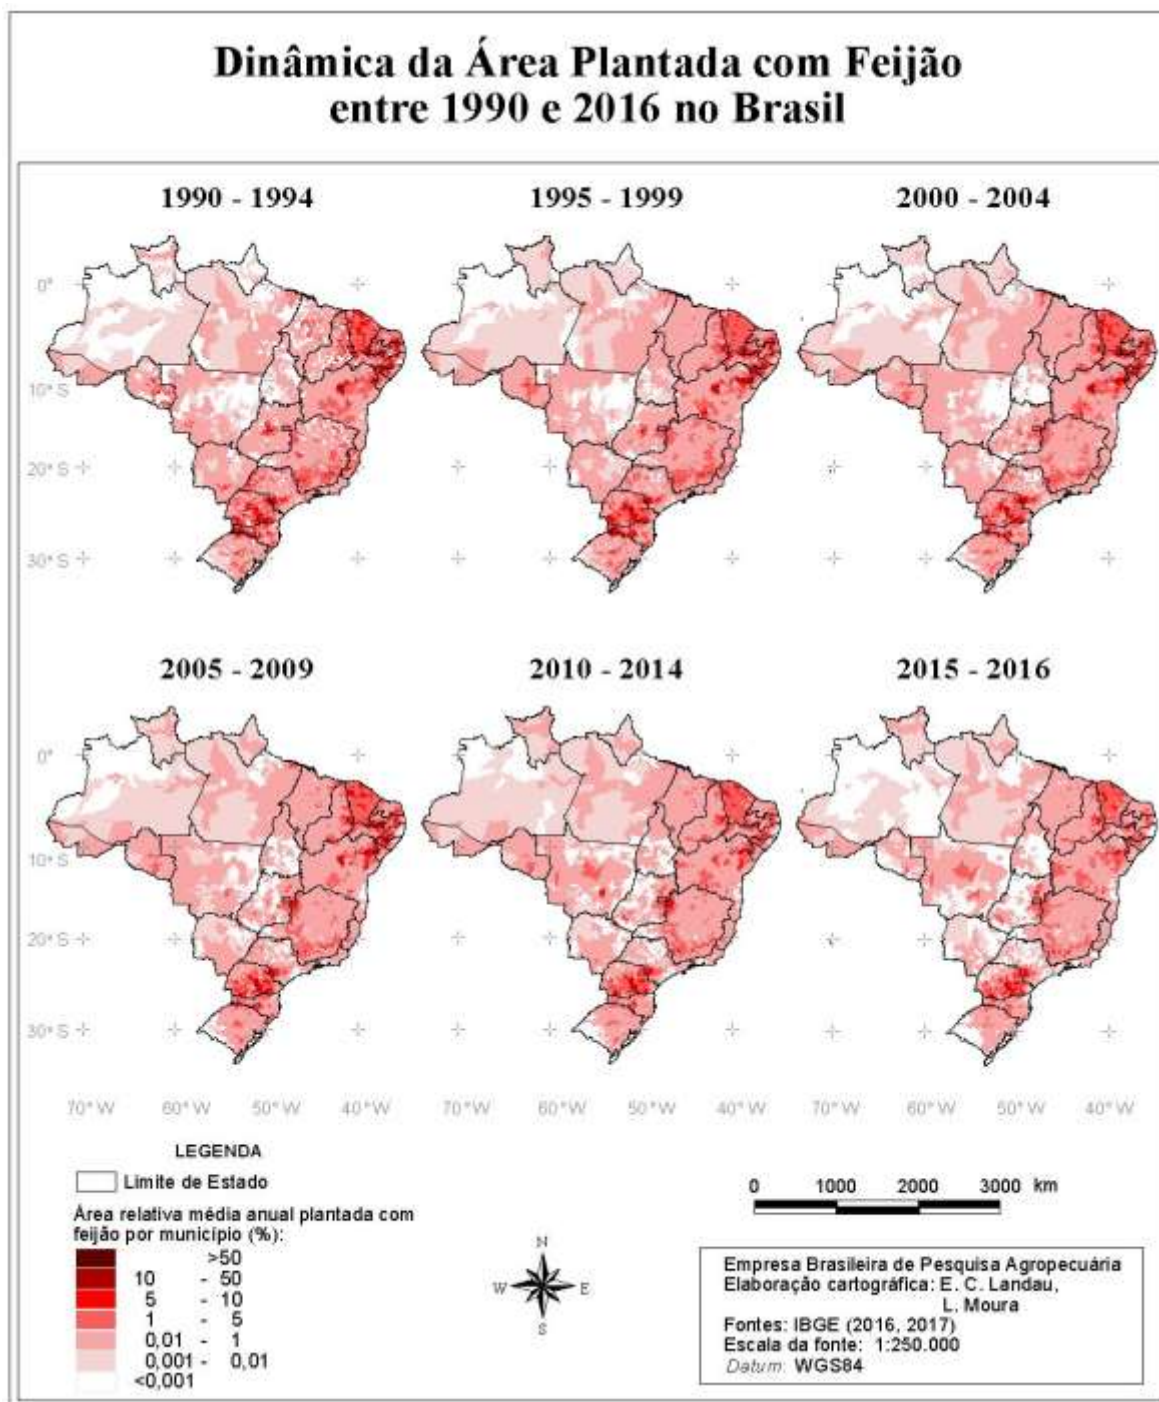 Dinâmica da Área Plantada com Feijão
entre 1990 e 2016 no Brasil
1990 - 1994
1995 - 1999
2000 - 2004
0°
10° S
20° S
30° S
2005 - 2009
2010 - 2014
2015 - 2016
0°
10° S
20° S
30° S
70° W 60° W 50° W 40° W 70° W 60° W 50° W 40° W 70° W 60° W 50° W 40° W
LEGENDA
Limite de Estado
Área relativa média anual plantada com
feijão por município (%):
>50
10 - 50
5 - 10
1 - 5
0,01 - 1
0,001 - 0,01
<0,001
N
W E
S
0 1000 2000 3000 km
Empresa Brasileira de Pesquisa Agropecuária
Elaboração cartográfica: E. C. Landau,
L. Moura
Fontes: IBGE (2016, 2017)
Escala da fonte: 1:250.000
Datum: WGS84